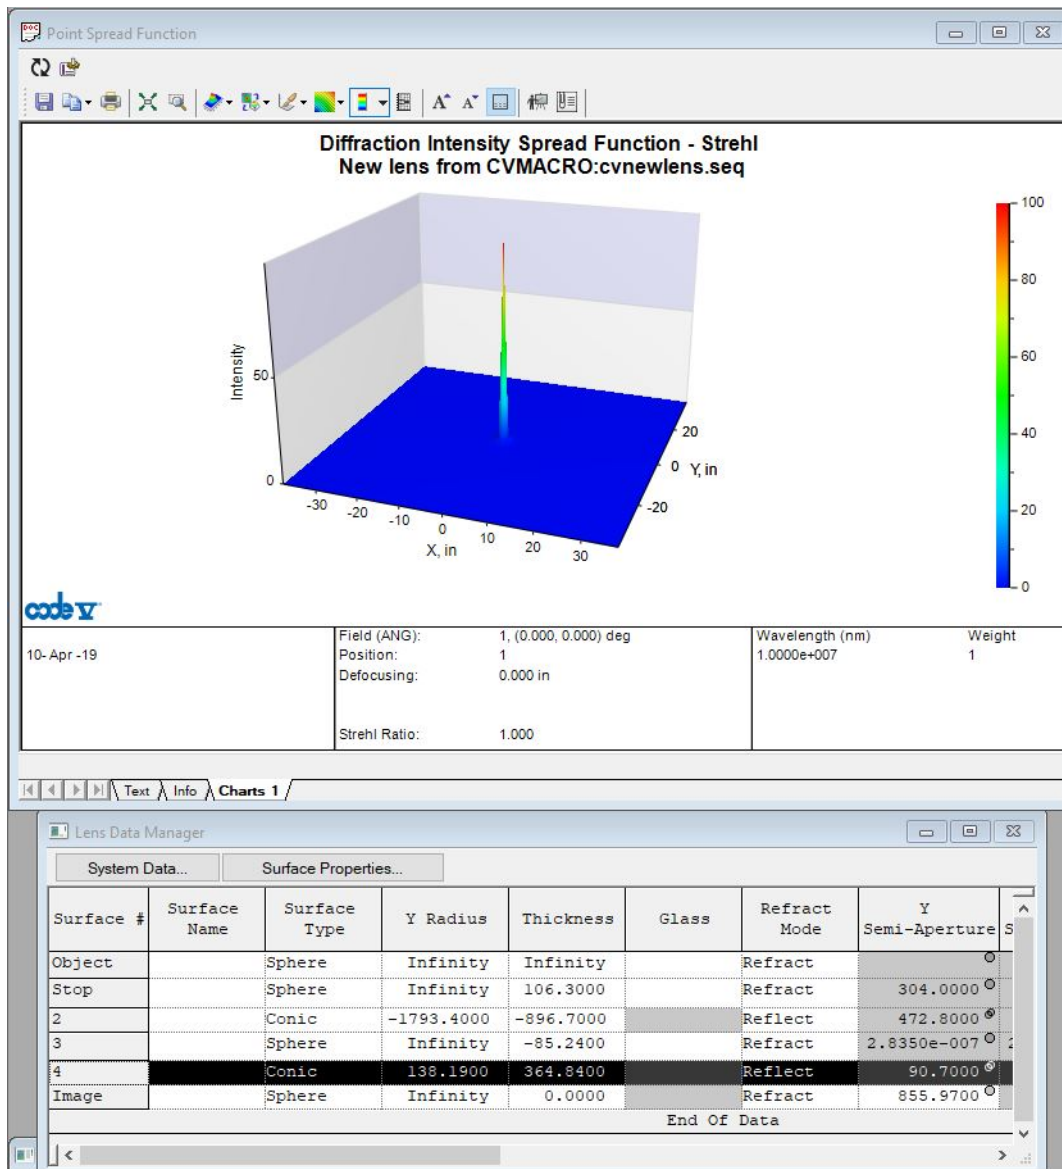 Point Spread Function
Diffraction Intensity Spread Function - Strehl
New lens from CVMACRO:cvnewlens.seq
100
80
60
40
20
0
Intensity
50
0
-30
-20
-10
0
10
20
30
X, in
20
0
-20
Y, in
code V
10-Apr-19
Field (ANG): 1, (0.000, 0.000) deg
Position: 1
Defocusing: 0.000 in
Strehl Ratio: 1.000
Wavelength (nm) Weight
1.0000e+007 1
Text Info Charts 1
Lens Data Manager
System Data... Surface Properties...
Surface # Surface Name Surface Type Y Radius Thickness Glass Refract Mode Y Semi-Aperture S
Object Sphere Infinity Infinity Refract
Stop Sphere Infinity 106.3000 Refract 304.0000
2 Conic -1793.4000 -896.7000 Reflect 472.8000
3 Sphere Infinity -85.2400 Refract 2.8350e-007 2
4 Conic 138.1900 364.8400 Reflect 90.7000
Image Sphere Infinity 0.0000 Refract 855.9700
End Of Data